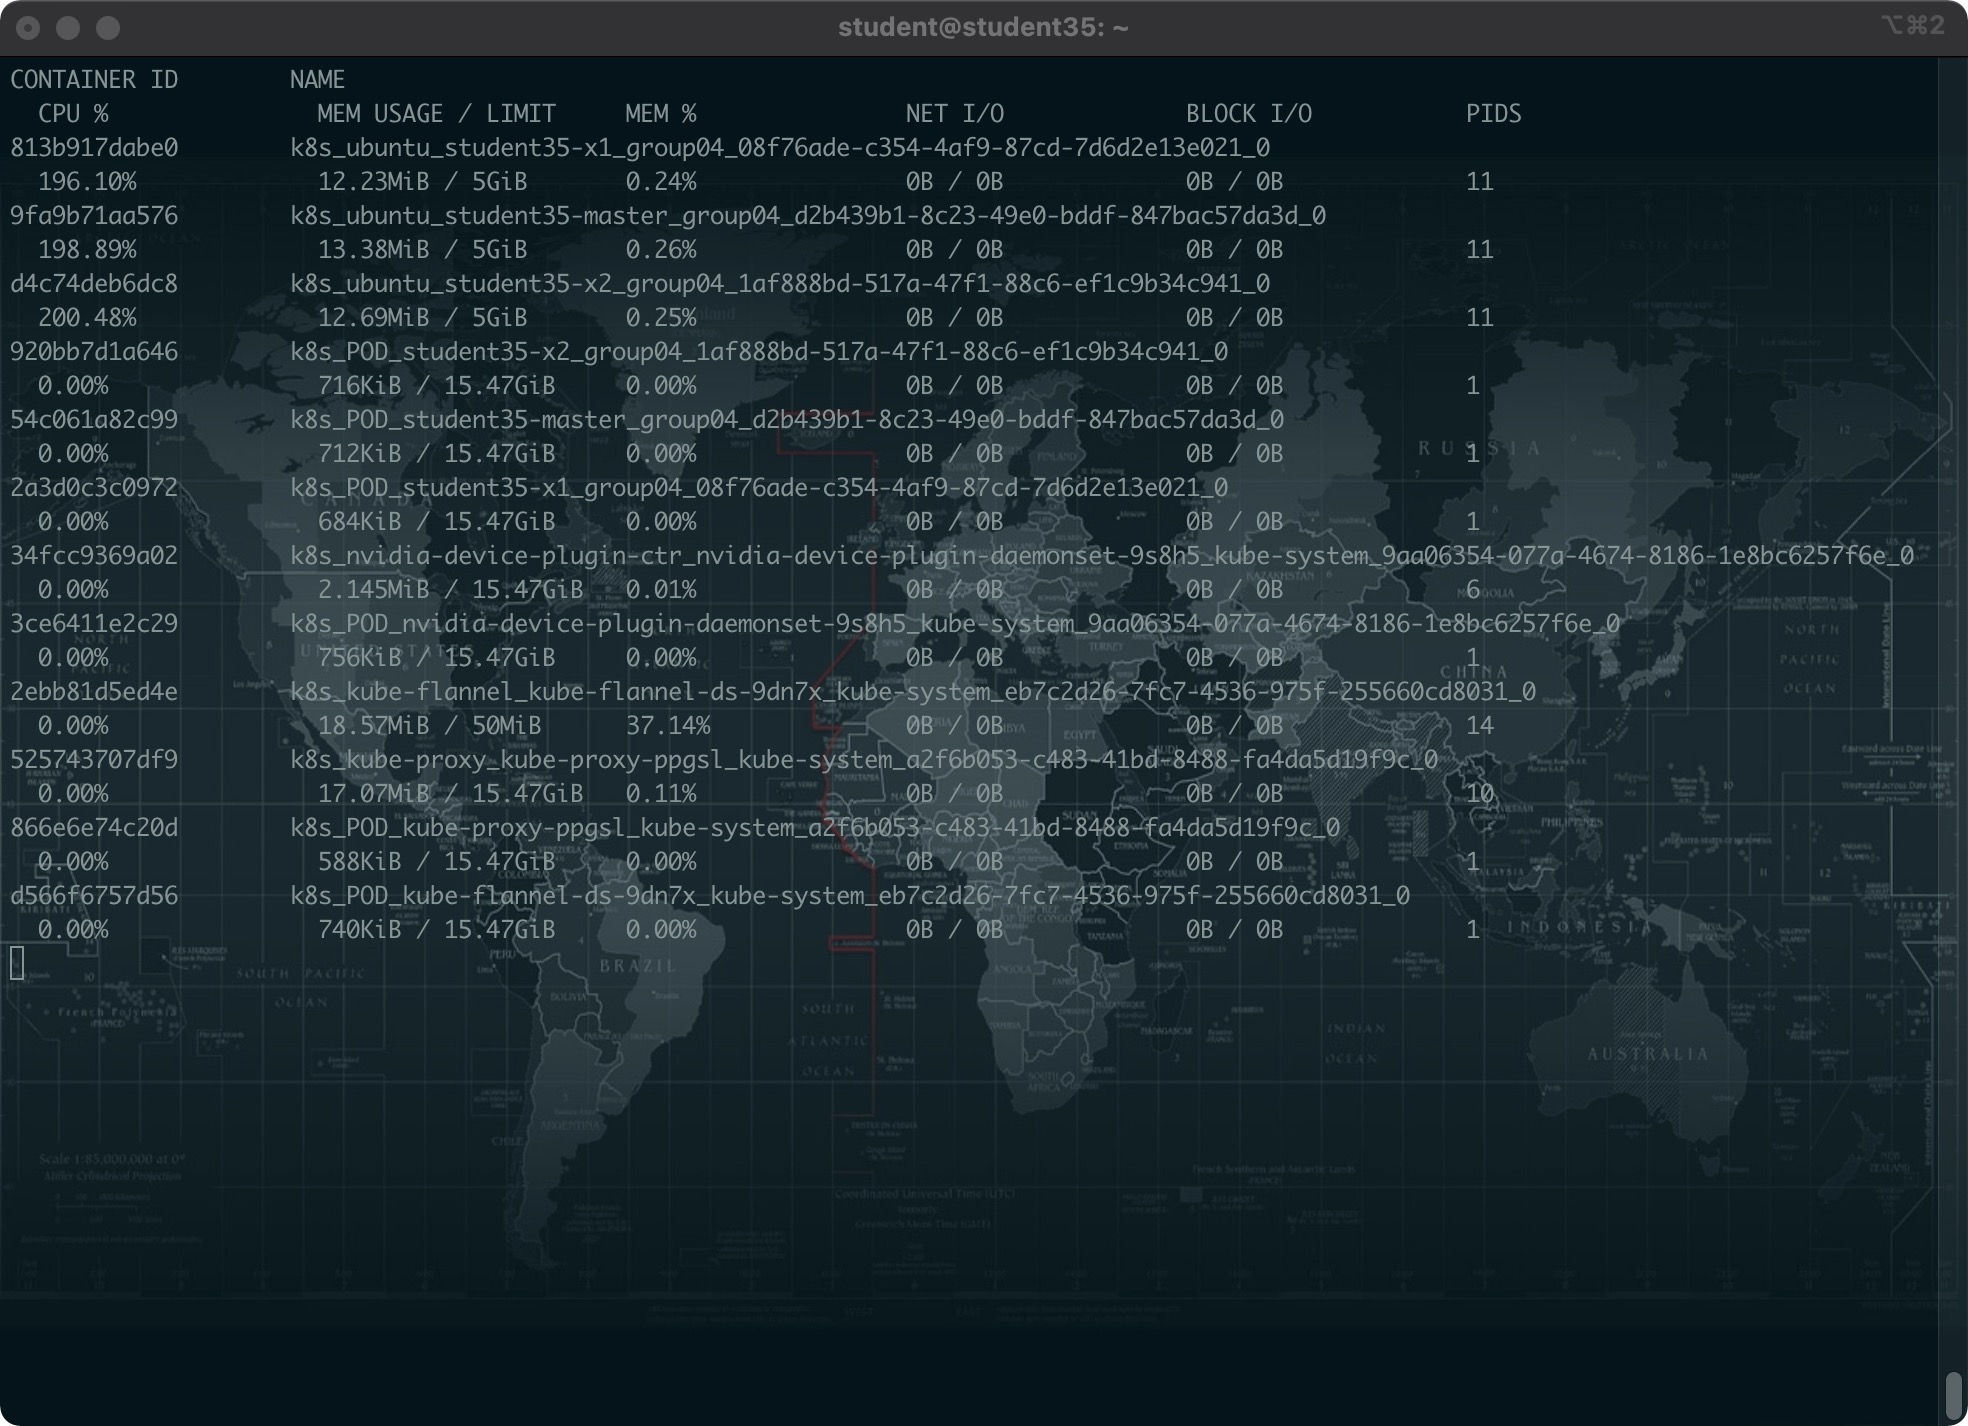 student@student35: ~
⌥⌘2
CONTAINER ID        NAME
  CPU %               MEM USAGE / LIMIT     MEM %               NET I/O             BLOCK I/O           PIDS
813b917dabe0        k8s_ubuntu_student35-x1_group04_08f76ade-c354-4af9-87cd-7d6d2e13e021_0
  196.10%             12.23MiB / 5GiB       0.24%               0B / 0B             0B / 0B             11
9fa9b71aa576        k8s_ubuntu_student35-master_group04_d2b439b1-8c23-49e0-bddf-847bac57da3d_0
  198.89%             13.38MiB / 5GiB       0.26%               0B / 0B             0B / 0B             11
d4c74deb6dc8        k8s_ubuntu_student35-x2_group04_1af888bd-517a-47f1-88c6-ef1c9b34c941_0
  200.48%             12.69MiB / 5GiB       0.25%               0B / 0B             0B / 0B             11
920bb7d1a646        k8s_POD_student35-x2_group04_1af888bd-517a-47f1-88c6-ef1c9b34c941_0
  0.00%               716KiB / 15.47GiB     0.00%               0B / 0B             0B / 0B             1
54c061a82c99        k8s_POD_student35-master_group04_d2b439b1-8c23-49e0-bddf-847bac57da3d_0
  0.00%               712KiB / 15.47GiB     0.00%               0B / 0B             0B / 0B             1
2a3d0c3c0972        k8s_POD_student35-x1_group04_08f76ade-c354-4af9-87cd-7d6d2e13e021_0
  0.00%               684KiB / 15.47GiB     0.00%               0B / 0B             0B / 0B             1
34fcc9369a02        k8s_nvidia-device-plugin-ctr_nvidia-device-plugin-daemonset-9s8h5_kube-system_9aa06354-077a-4674-8186-1e8bc6257f6e_0
  0.00%               2.145MiB / 15.47GiB   0.01%               0B / 0B             0B / 0B             6
3ce6411e2c29        k8s_POD_nvidia-device-plugin-daemonset-9s8h5_kube-system_9aa06354-077a-4674-8186-1e8bc6257f6e_0
  0.00%               756KiB / 15.47GiB     0.00%               0B / 0B             0B / 0B             1
2ebb81d5ed4e        k8s_kube-flannel_kube-flannel-ds-9dn7x_kube-system_eb7c2d26-7fc7-4536-975f-255660cd8031_0
  0.00%               18.57MiB / 50MiB      37.14%              0B / 0B             0B / 0B             14
525743707df9        k8s_kube-proxy_kube-proxy-ppgsl_kube-system_a2f6b053-c483-41bd-8488-fa4da5d19f9c_0
  0.00%               17.07MiB / 15.47GiB   0.11%               0B / 0B             0B / 0B             10
866e6e74c20d        k8s_POD_kube-proxy-ppgsl_kube-system_a2f6b053-c483-41bd-8488-fa4da5d19f9c_0
  0.00%               588KiB / 15.47GiB     0.00%               0B / 0B             0B / 0B             1
d566f6757d56        k8s_POD_kube-flannel-ds-9dn7x_kube-system_eb7c2d26-7fc7-4536-975f-255660cd8031_0
  0.00%               740KiB / 15.47GiB     0.00%               0B / 0B             0B / 0B             1